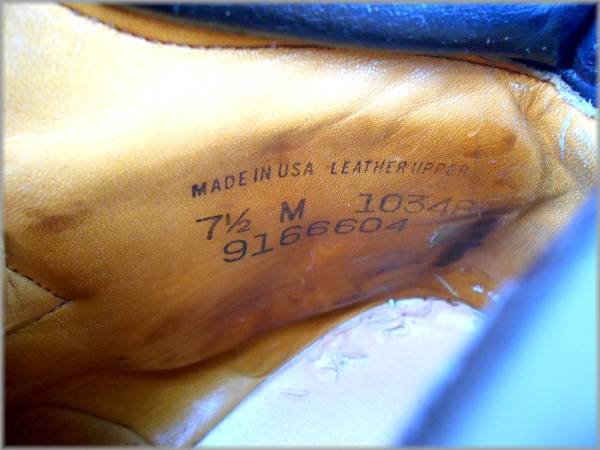 MADE IN USA LEATHER UPPER
7½ M 10348
9166604